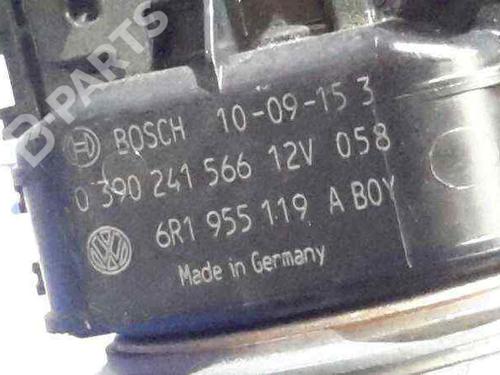 B-PARTS
BOSCH 10-09-15 3
0 390 241 566 12V 058
6R1 955 119 A BOY
Made in Germany